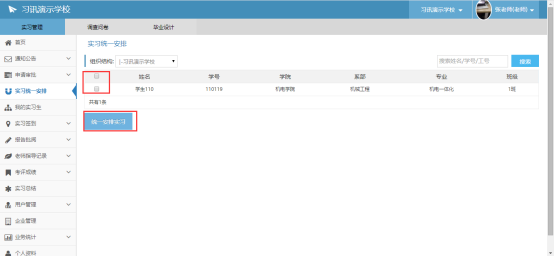 习讯演示学校
习讯演示学校
张老师(老师)
实习管理
调查问卷
毕业设计
首页
通知公告
申请审批
实习统一安排
我的实习生
实习签到
报告批阅
老师指导记录
考评成绩
实习总结
用户管理
企业管理
业务统计
个人资料
实习统一安排
组织结构: |--习讯演示学校
搜索姓名/学号/工号
搜索
姓名 学号 学院 系部 专业 班级
学生110 110119 机电学院 机械工程 机电一体化 1班
共有1条
统一安排实习